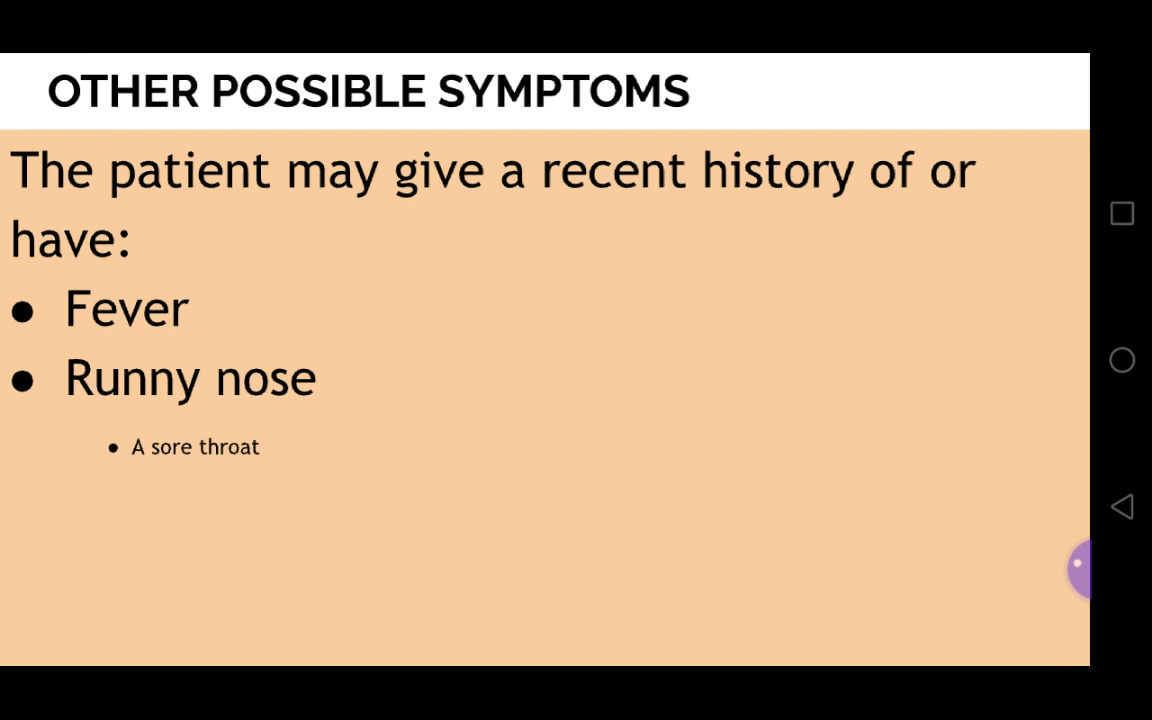 OTHER POSSIBLE SYMPTOMS
The patient may give a recent history of or
have:
● Fever
● Runny nose
● A sore throat